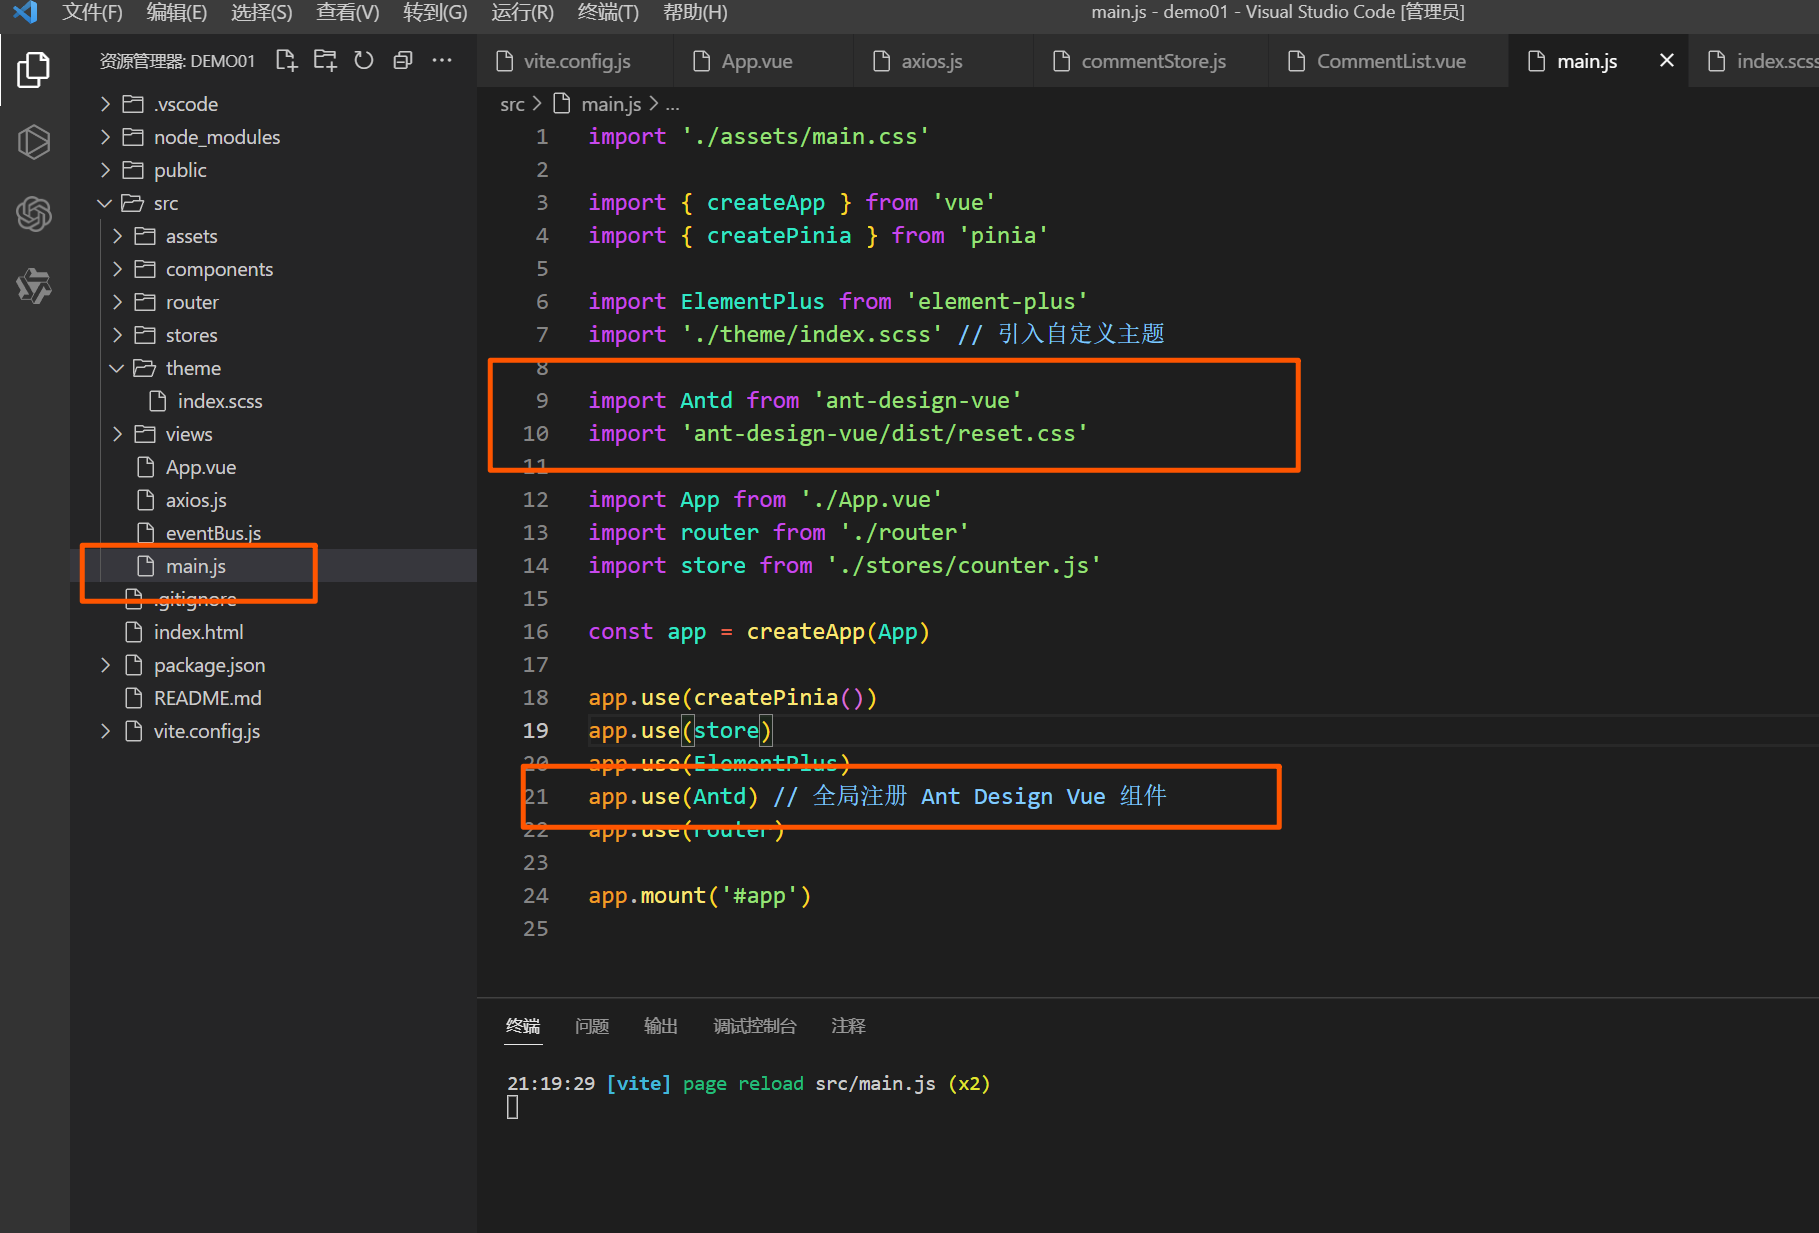 文件(F) 编辑(E) 选择(S) 查看(V) 转到(G) 运行(R) 终端(T) 帮助(H) main.js - demo01 - Visual Studio Code [管理员]
资源管理器: DEMO01
.vscode
node_modules
public
src
assets
components
router
stores
theme
index.scss
views
App.vue
axios.js
eventBus.js
main.js
.gitignore
index.html
package.json
README.md
vite.config.js
vite.config.js App.vue axios.js commentStore.js CommentList.vue main.js index.scss
src > main.js > ...
1 import './assets/main.css'
2
3 import { createApp } from 'vue'
4 import { createPinia } from 'pinia'
5
6 import ElementPlus from 'element-plus'
7 import './theme/index.scss' // 引入自定义主题
8
9 import Antd from 'ant-design-vue'
10 import 'ant-design-vue/dist/reset.css'
11
12 import App from './App.vue'
13 import router from './router'
14 import store from './stores/counter.js'
15
16 const app = createApp(App)
17
18 app.use(createPinia())
19 app.use(store)
20 app.use(ElementPlus)
21 app.use(Antd) // 全局注册 Ant Design Vue 组件
22 app.use(router)
23
24 app.mount('#app')
25
终端 问题 输出 调试控制台 注释
21:19:29 [vite] page reload src/main.js (x2)